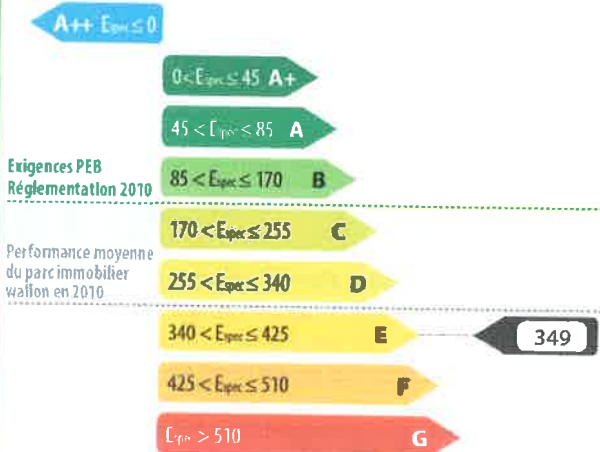 A++ Espec ≤ 0
0 < Espec ≤ 45 A+
45 < Espec ≤ 85 A
Exigences PEB
Réglementation 2010
85 < Espec ≤ 170 B
170 < Espec ≤ 255 C
Performance moyenne
du parc immobilier
wallon en 2010
255 < Espec ≤ 340 D
340 < Espec ≤ 425 E
349
425 < Espec ≤ 510 F
Espec > 510 G